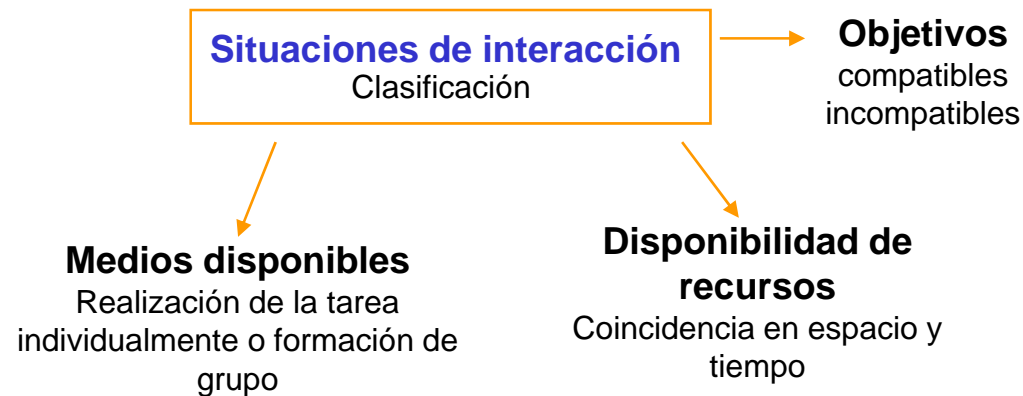 Situaciones de interacción
Clasificación
Objetivos
compatibles
incompatibles
Medios disponibles
Realización de la tarea
individualmente o formación de
grupo
Disponibilidad de
recursos
Coincidencia en espacio y
tiempo